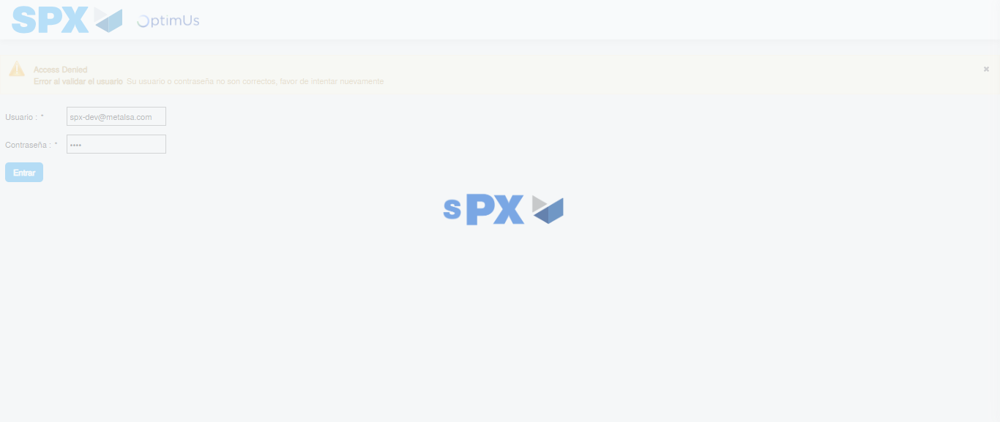 SPX OptimUs
Access Denied
Error al validar el usuario Su usuario o contraseña no son correctos, favor de intentar nuevamente
Usuario : * spx-dev@metalsa.com
Contraseña : * ••••
Entrar
sPX